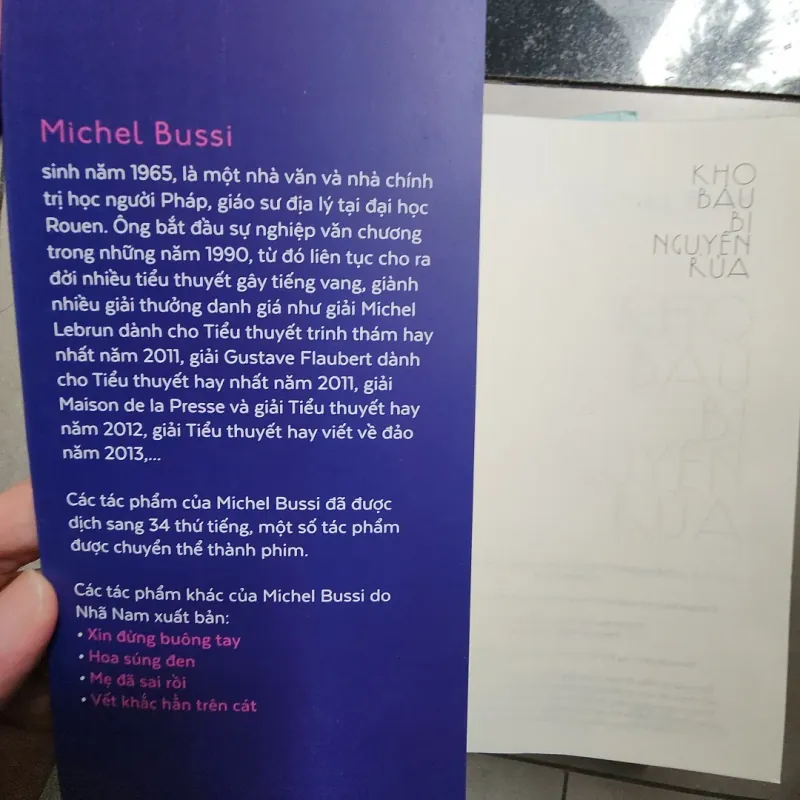 Michel Bussi
sinh năm 1965, là một nhà văn và nhà chính
trị học người Pháp, giáo sư địa lý tại đại học
Rouen. Ông bắt đầu sự nghiệp văn chương
trong những năm 1990, từ đó liên tục cho ra
đời nhiều tiểu thuyết gây tiếng vang, giành
nhiều giải thưởng danh giá như giải Michel
Lebrun dành cho Tiểu thuyết trinh thám hay
nhất năm 2011, giải Gustave Flaubert dành
cho Tiểu thuyết hay nhất năm 2011, giải
Maison de la Presse và giải Tiểu thuyết hay
năm 2012, giải Tiểu thuyết hay viết về đảo
năm 2013,...
Các tác phẩm của Michel Bussi đã được
dịch sang 34 thứ tiếng, một số tác phẩm
được chuyển thể thành phim.
Các tác phẩm khác của Michel Bussi do
Nhã Nam xuất bản:
• Xin đừng buông tay
• Hoa súng đen
• Mẹ đã sai rồi
• Vết khắc hằn trên cát
KHO
BÁU
BỊ
NGUYỀN
RỦA